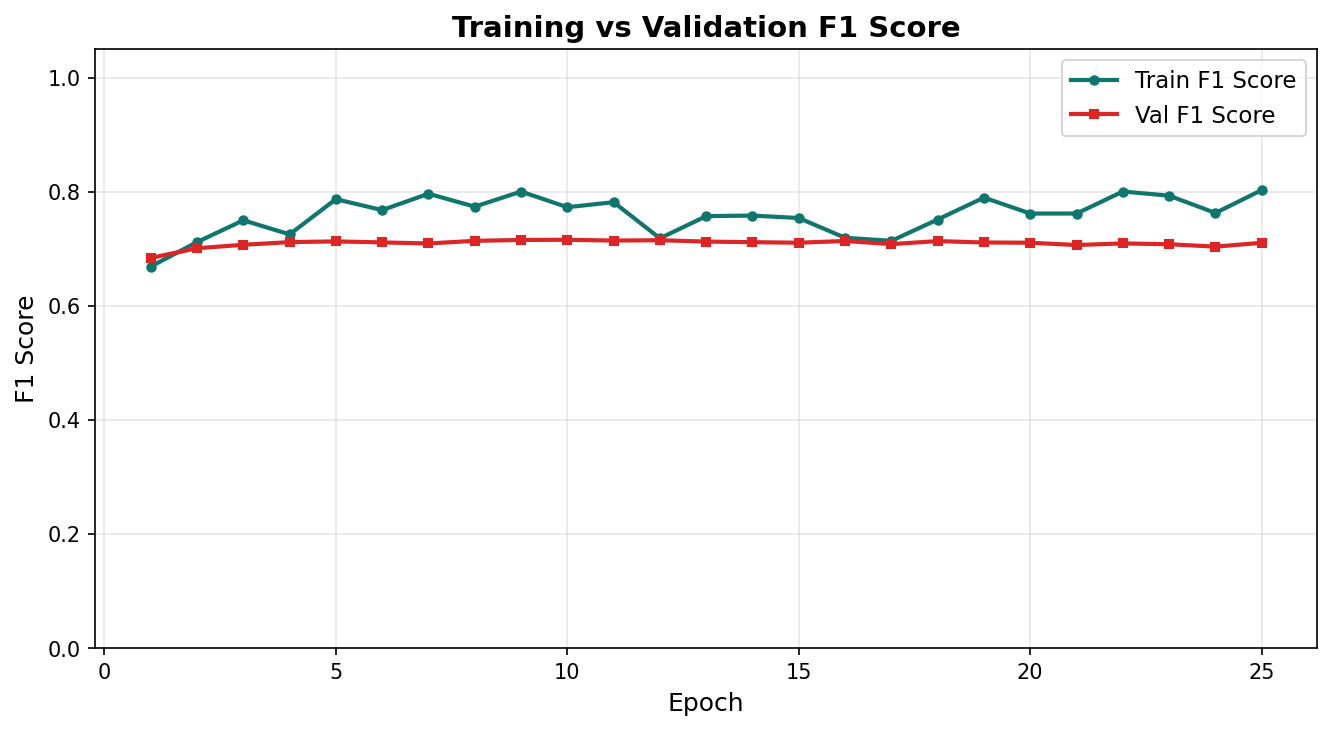 Training vs Validation F1 Score
Train F1 Score
Val F1 Score
1.0
0.8
0.6
0.4
0.2
0.0
F1 Score
0 5 10 15 20 25
Epoch